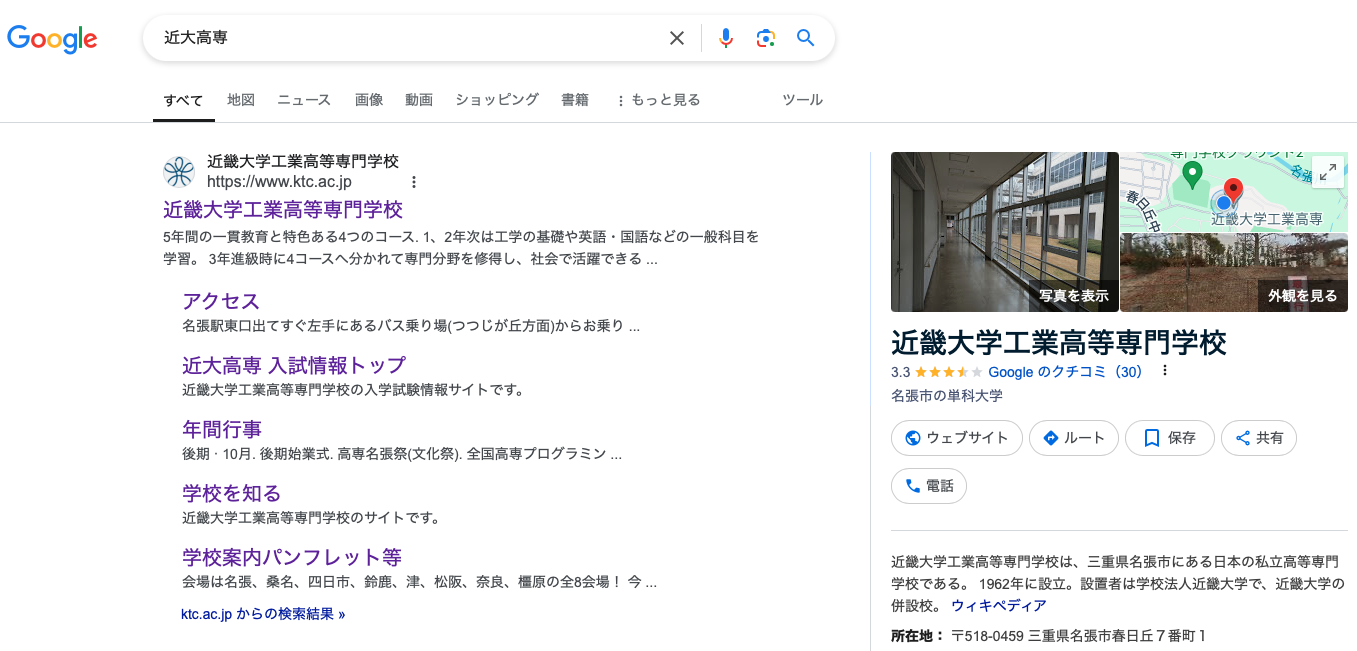 Google
近大高専
すべて
地図
ニュース
画像
動画
ショッピング
書籍
もっと見る
ツール
近畿大学工業高等専門学校
https://www.ktc.ac.jp
近畿大学工業高等専門学校
5年間の一貫教育と特色ある4つのコース. 1、2年次は工学の基礎や英語・国語などの一般科目を
学習。 3年進級時に4コースへ分かれて専門分野を修得し、社会で活躍できる ...
アクセス
名張駅東口出てすぐ左手にあるバス乗り場(つつじが丘方面)からお乗り ...
近大高専 入試情報トップ
近畿大学工業高等専門学校の入学試験情報サイトです。
年間行事
後期 · 10月. 後期始業式. 高専名張祭(文化祭). 全国高専プログラミン ...
学校を知る
近畿大学工業高等専門学校のサイトです。
学校案内パンフレット等
会場は名張、桑名、四日市、鈴鹿、津、松阪、奈良、橿原の全8会場！ 今 ...
ktc.ac.jp からの検索結果 »
写真を表示
専門学校グラウンド2
名張
春日丘中
近畿大学工業高専
外観を見る
近畿大学工業高等専門学校
3.3 Google のクチコミ（30）
名張市の単科大学
ウェブサイト
ルート
保存
共有
電話
近畿大学工業高等専門学校は、三重県名張市にある日本の私立高等専門
学校である。 1962年に設立。設置者は学校法人近畿大学で、近畿大学の
併設校。 ウィキペディア
所在地： 〒518-0459 三重県名張市春日丘７番町１